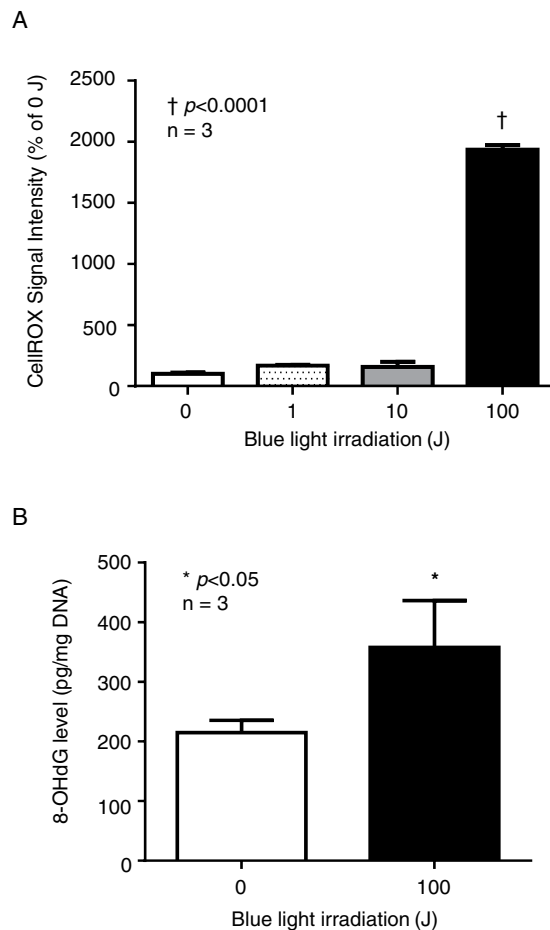 A
CellROX Signal Intensity (% of 0 J)
2500
2000
1500
1000
500
0
† p<0.0001
n = 3
†
0 1 10 100
Blue light irradiation (J)
B
8-OHdG level (pg/mg DNA)
500
400
300
200
100
0
* p<0.05
n = 3
*
0 100
Blue light irradiation (J)